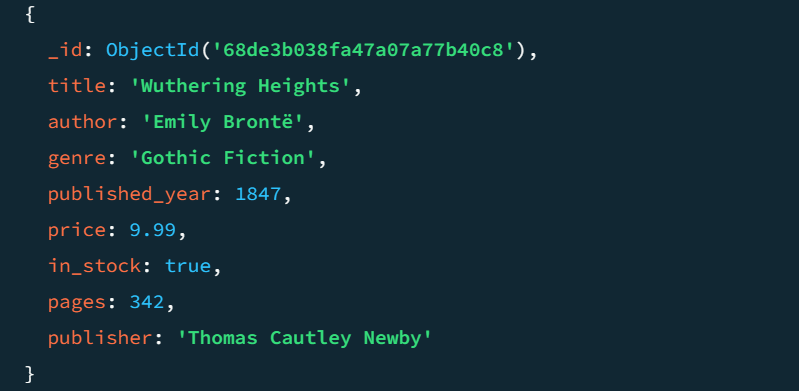 {
_id: ObjectId('68de3b038fa47a07a77b40c8'),
title: 'Wuthering Heights',
author: 'Emily Brontë',
genre: 'Gothic Fiction',
published_year: 1847,
price: 9.99,
in_stock: true,
pages: 342,
publisher: 'Thomas Cautley Newby'
}